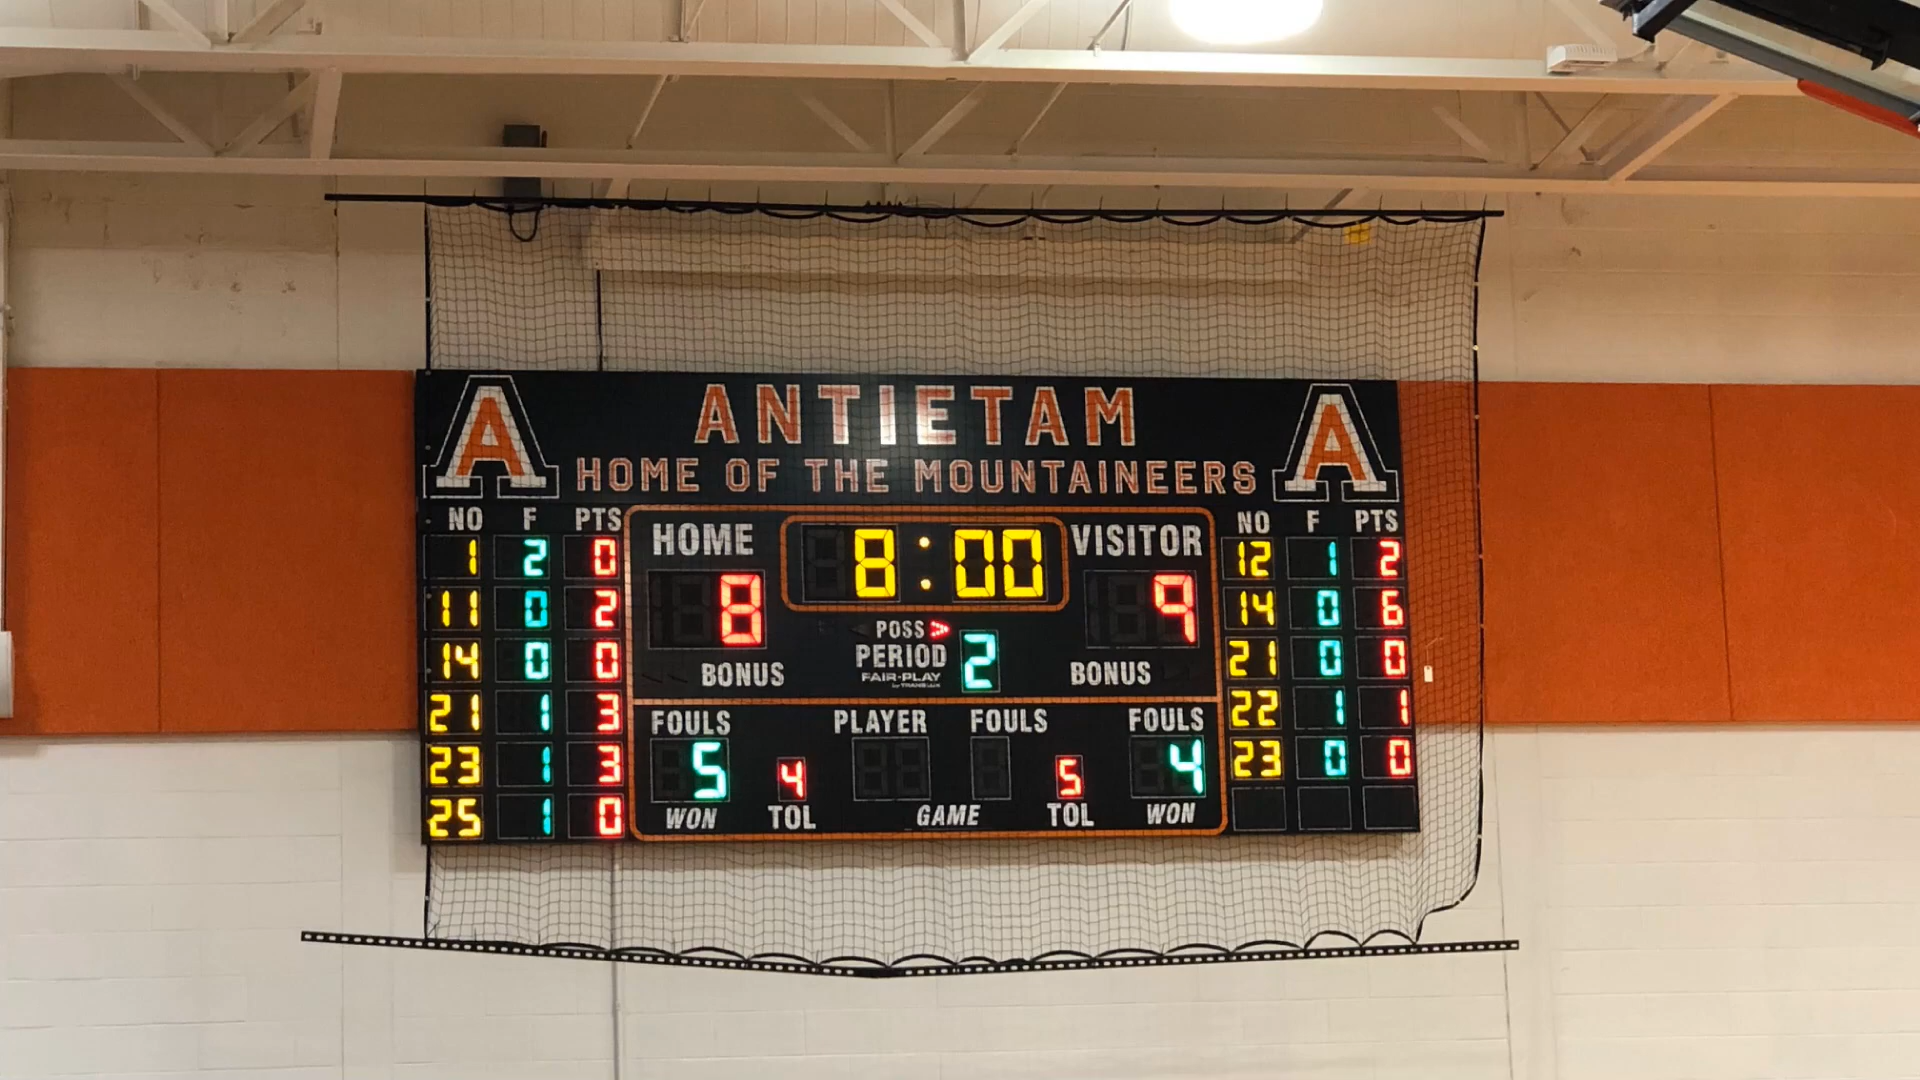 A ANTIETAM A
HOME OF THE MOUNTAINEERS
NO F PTS
1 2 0
11 0 2
14 0 0
21 1 3
23 1 3
25 1 0
HOME 8:00 VISITOR
8 9
POSS
BONUS PERIOD 2 BONUS
FAIR-PLAY
BY TRANS-LUX
FOULS PLAYER FOULS FOULS
5 4 5 4
WON TOL GAME TOL WON
NO F PTS
12 1 2
14 0 6
21 0 0
22 1 1
23 0 0